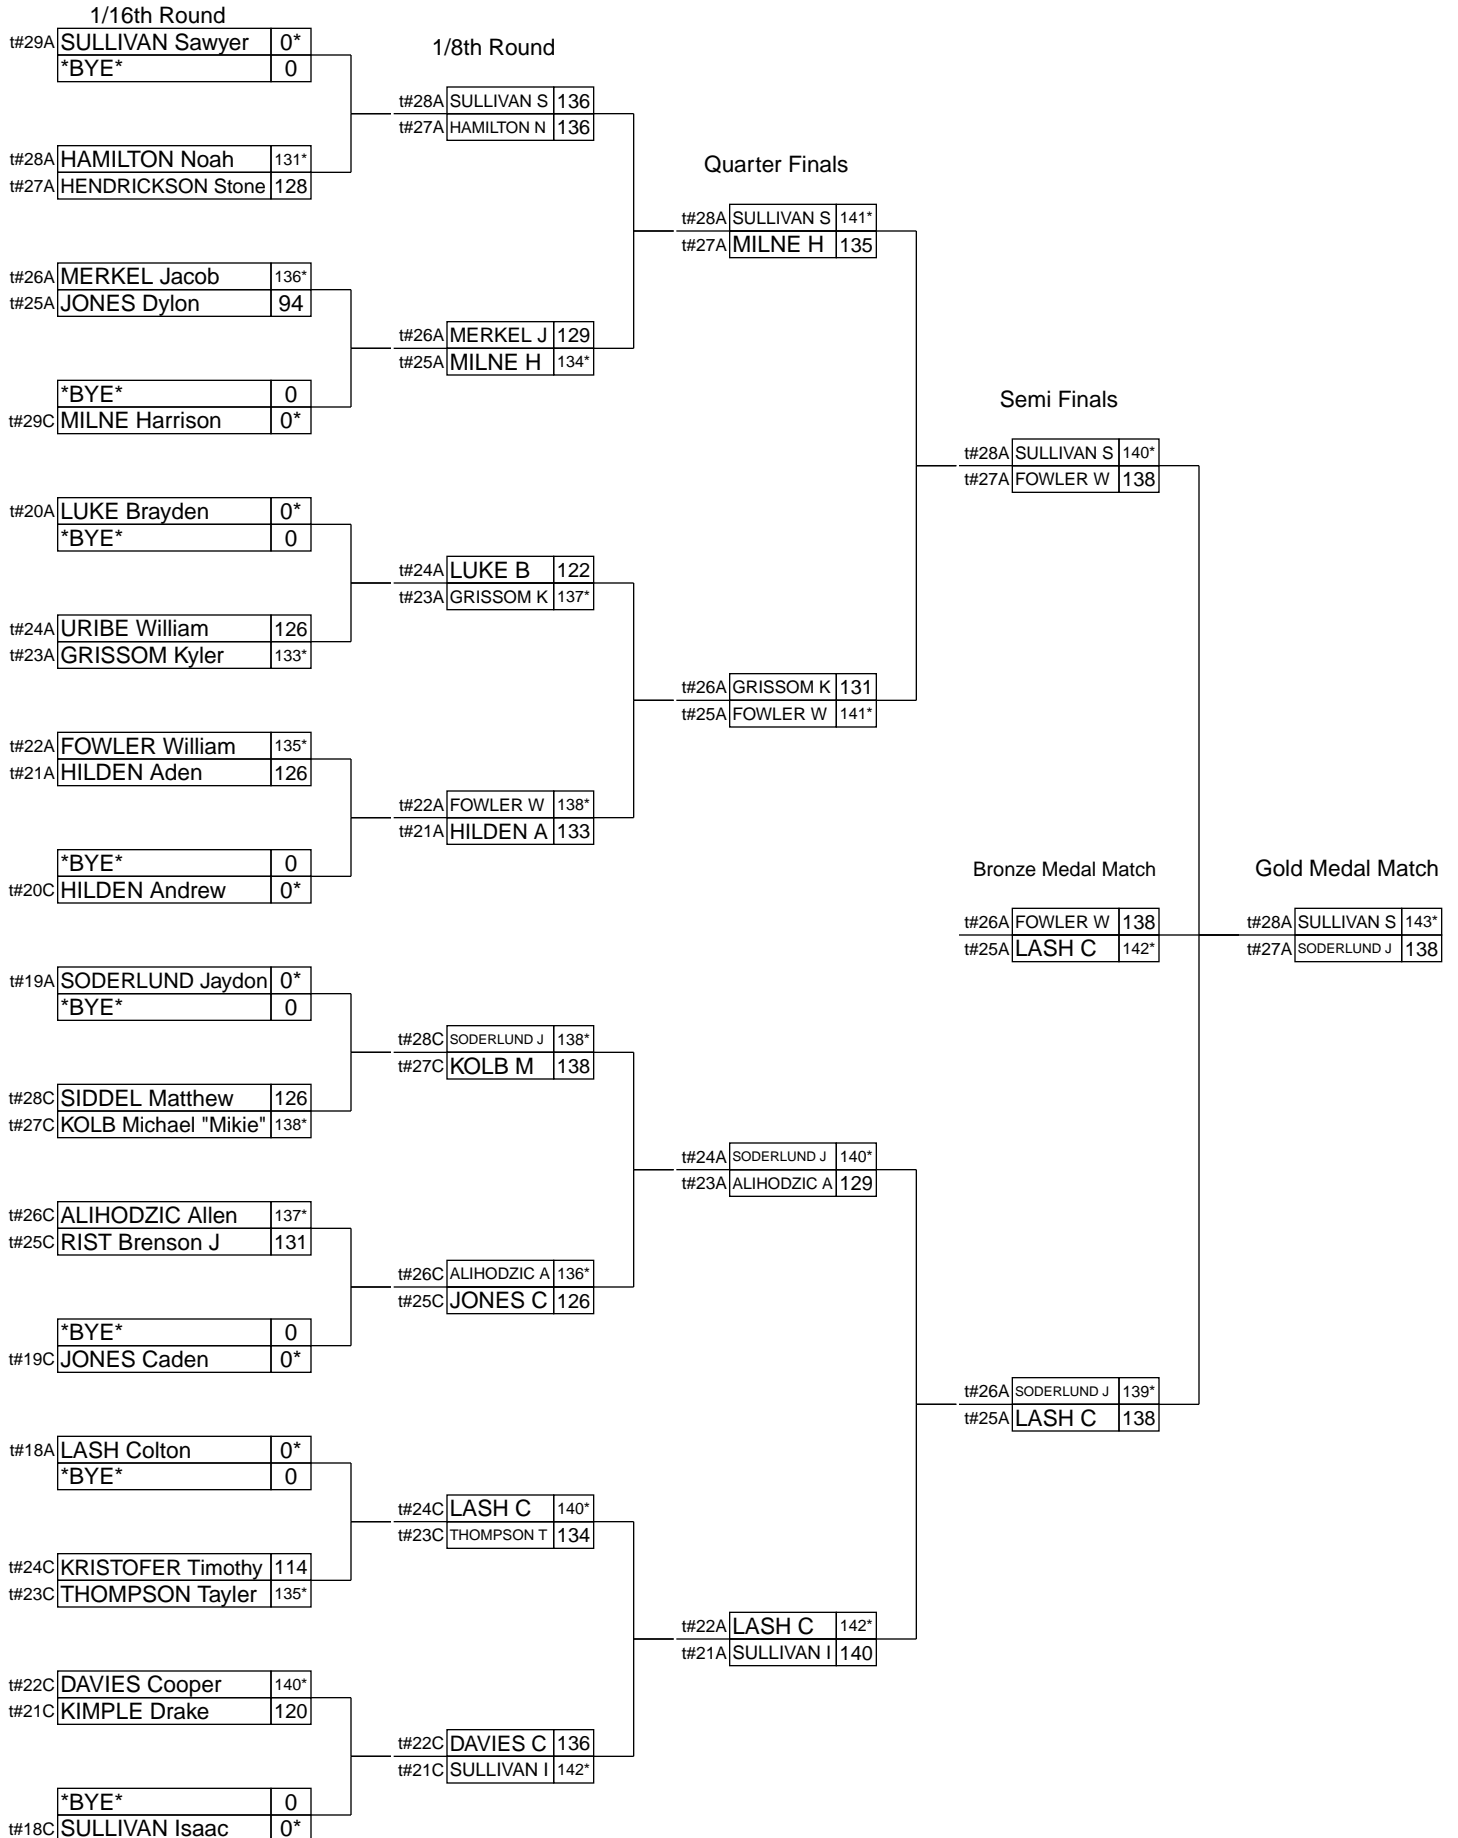 1/16th Round
t#29A SULLIVAN Sawyer 0*
*BYE* 0
t#28A HAMILTON Noah 131*
t#27A HENDRICKSON Stone 128
t#26A MERKEL Jacob 136*
t#25A JONES Dylon 94
*BYE* 0
t#29C MILNE Harrison 0*
t#20A LUKE Brayden 0*
*BYE* 0
t#24A URIBE William 126
t#23A GRISSOM Kyler 133*
t#22A FOWLER William 135*
t#21A HILDEN Aden 126
*BYE* 0
t#20C HILDEN Andrew 0*
t#19A SODERLUND Jaydon 0*
*BYE* 0
t#28C SIDDEL Matthew 126
t#27C KOLB Michael "Mikie" 138*
t#26C ALIHODZIC Allen 137*
t#25C RIST Brenson J 131
*BYE* 0
t#19C JONES Caden 0*
t#18A LASH Colton 0*
*BYE* 0
t#24C KRISTOFER Timothy 114
t#23C THOMPSON Tayler 135*
t#22C DAVIES Cooper 140*
t#21C KIMPLE Drake 120
*BYE* 0
t#18C SULLIVAN Isaac 0*
1/8th Round
t#28A SULLIVAN S 136
t#27A HAMILTON N 136
t#26A MERKEL J 129
t#25A MILNE H 134*
t#24A LUKE B 122
t#23A GRISSOM K 137*
t#22A FOWLER W 138*
t#21A HILDEN A 133
t#28C SODERLUND J 138*
t#27C KOLB M 138
t#26C ALIHODZIC A 136*
t#25C JONES C 126
t#24C LASH C 140*
t#23C THOMPSON T 134
t#22C DAVIES C 136
t#21C SULLIVAN I 142*
Quarter Finals
t#28A SULLIVAN S 141*
t#27A MILNE H 135
t#26A GRISSOM K 131
t#25A FOWLER W 141*
t#24A SODERLUND J 140*
t#23A ALIHODZIC A 129
t#22A LASH C 142*
t#21A SULLIVAN I 140
Semi Finals
t#28A SULLIVAN S 140*
t#27A FOWLER W 138
t#26A SODERLUND J 139*
t#25A LASH C 138
Bronze Medal Match
t#26A FOWLER W 138
t#25A LASH C 142*
Gold Medal Match
t#28A SULLIVAN S 143*
t#27A SODERLUND J 138